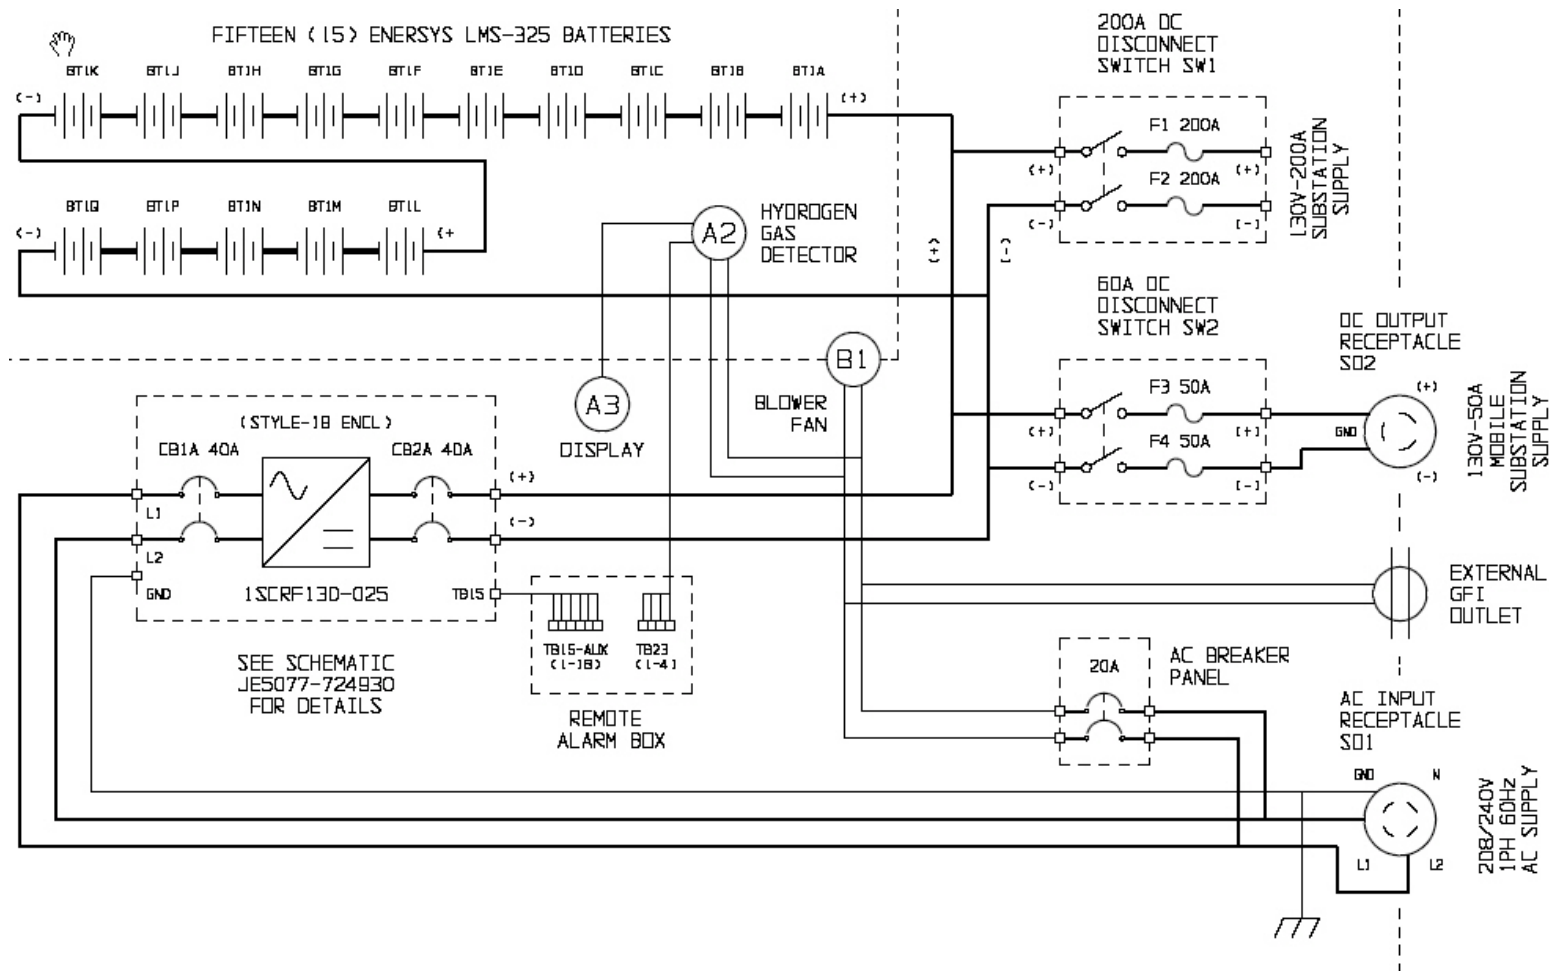 FIFTEEN (15) ENERSYS LMS-325 BATTERIES
BT1K BT1J BT1H BT1G BT1F BT1E BT1D BT1C BT1B BT1A
(-) (+)
BT1Q BT1P BT1N BT1M BT1L
(-) (+
HYDROGEN
GAS
DETECTOR
A2
(+)
(-)
200A DC
DISCONNECT
SWITCH SW1
F1 200A
(+) (+)
F2 200A
(-) (-)
130V-200A
SUBSTATION
SUPPLY
60A DC
DISCONNECT
SWITCH SW2
F3 50A
(+) (+)
F4 50A
(-) (-)
DC OUTPUT
RECEPTACLE
SO2
(+)
GND
(-)
130V-50A
MOBILE
SUBSTATION
SUPPLY
B1
BLOWER
FAN
A3
DISPLAY
(STYLE-18 ENCL)
CB1A 40A CB2A 40A
(+)
L1
(-)
L2
GND
1SCRF130-025
TB15
SEE SCHEMATIC
JE5077-724930
FOR DETAILS
TB15-AUX
(1-18)
TB23
(1-4)
REMOTE
ALARM BOX
EXTERNAL
GFI
OUTLET
20A
AC BREAKER
PANEL
AC INPUT
RECEPTACLE
SO1
GND N
L1 L2
208/240V
1PH 60Hz
AC SUPPLY